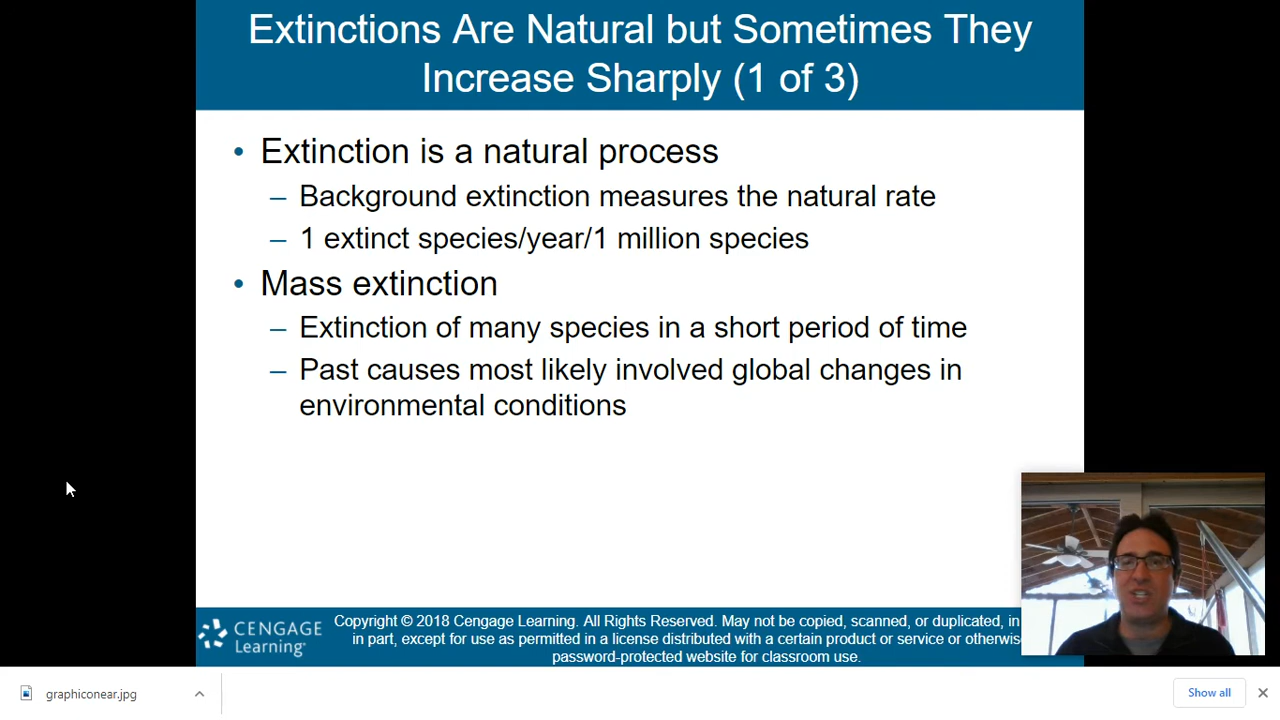 Extinctions Are Natural but Sometimes They
Increase Sharply (1 of 3)
• Extinction is a natural process
– Background extinction measures the natural rate
– 1 extinct species/year/1 million species
• Mass extinction
– Extinction of many species in a short period of time
– Past causes most likely involved global changes in
environmental conditions
CENGAGE
Learning
Copyright © 2018 Cengage Learning. All Rights Reserved. May not be copied, scanned, or duplicated, in
in part, except for use as permitted in a license distributed with a certain product or service or otherwis
password-protected website for classroom use.
graphiconear.jpg
Show all